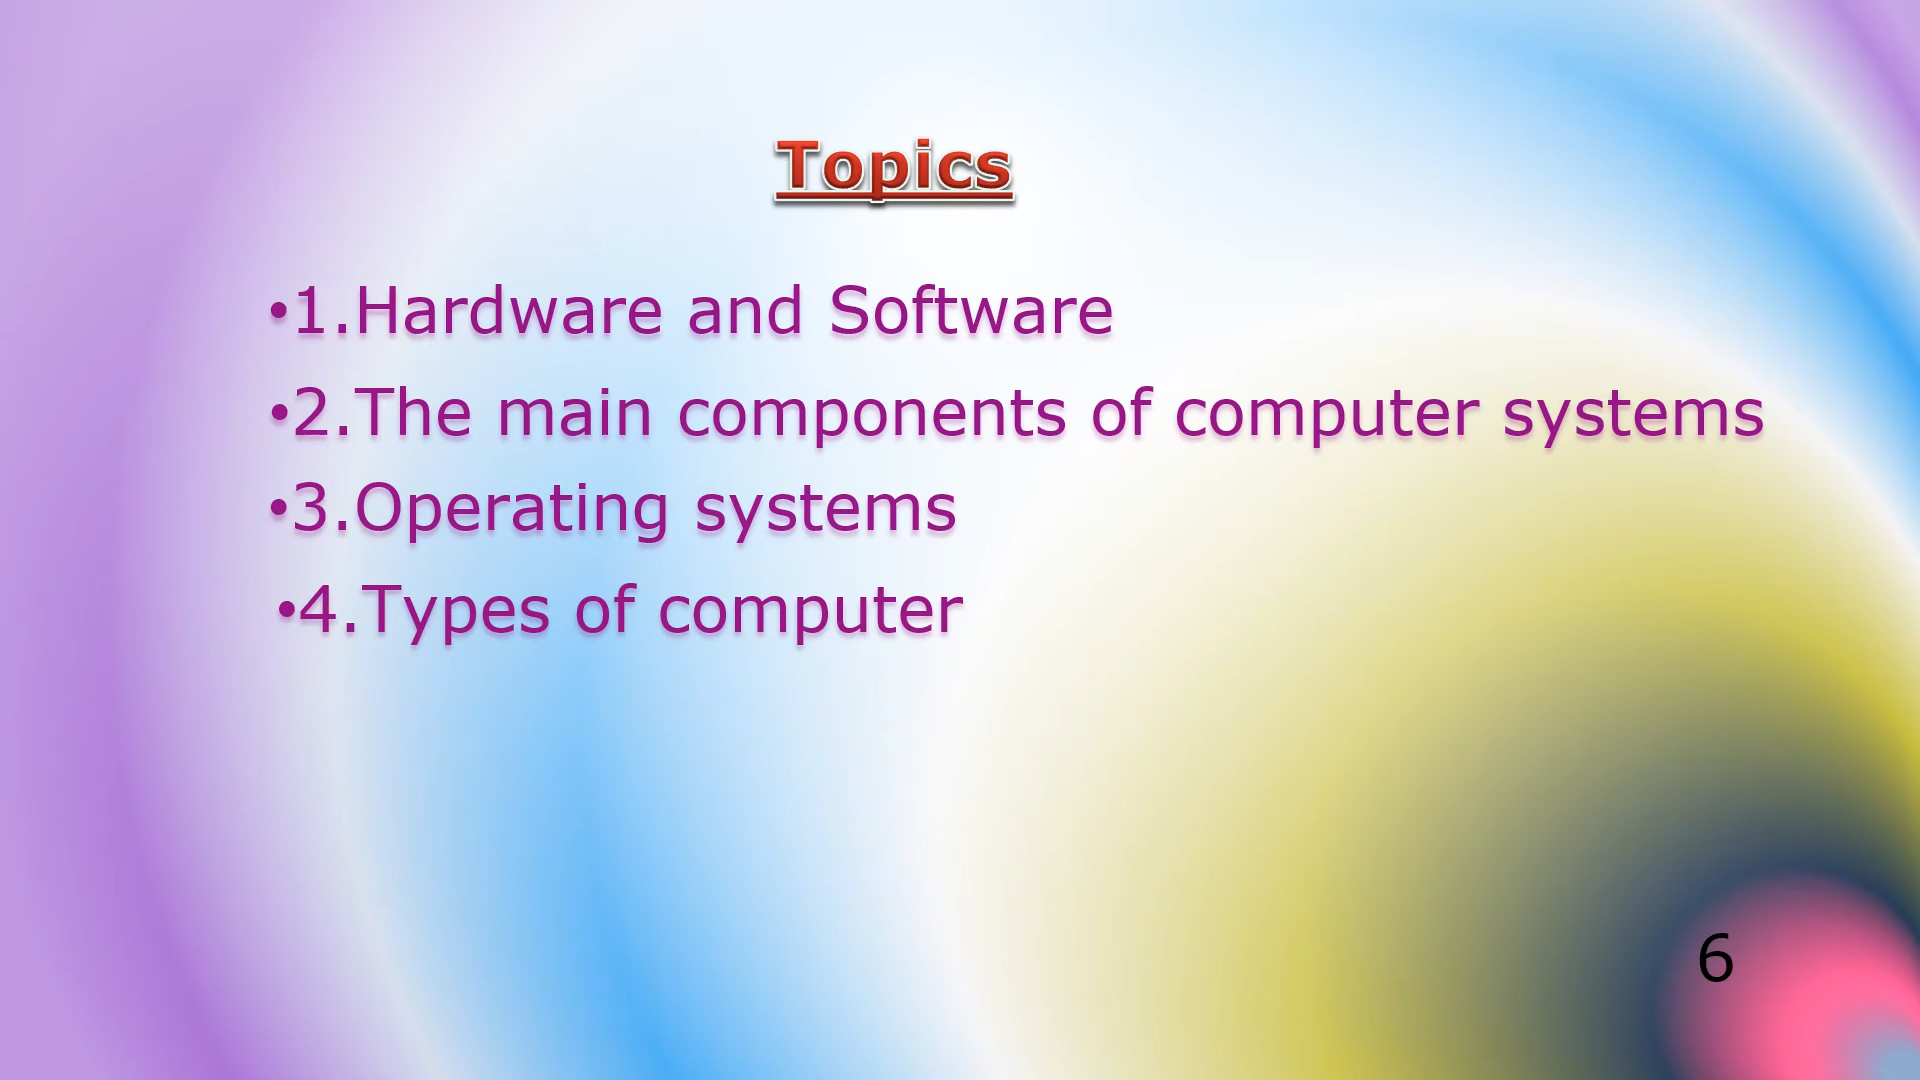 Topics
•1.Hardware and Software
•2.The main components of computer systems
•3.Operating systems
•4.Types of computer
6